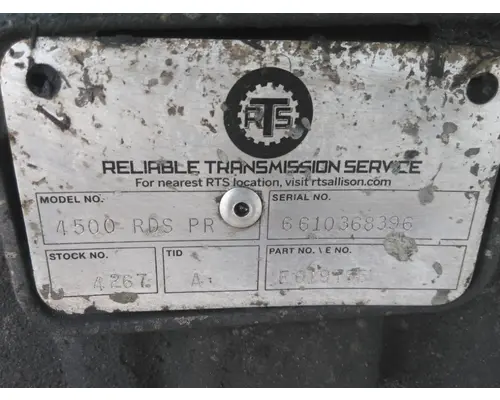 RTS
RELIABLE TRANSMISSION SERVICE
For nearest RTS location, visit rtsallison.com
MODEL NO. SERIAL NO.
4500 RDS PR 6610368396
STOCK NO. TID PART NO. \ E NO.
4267 A